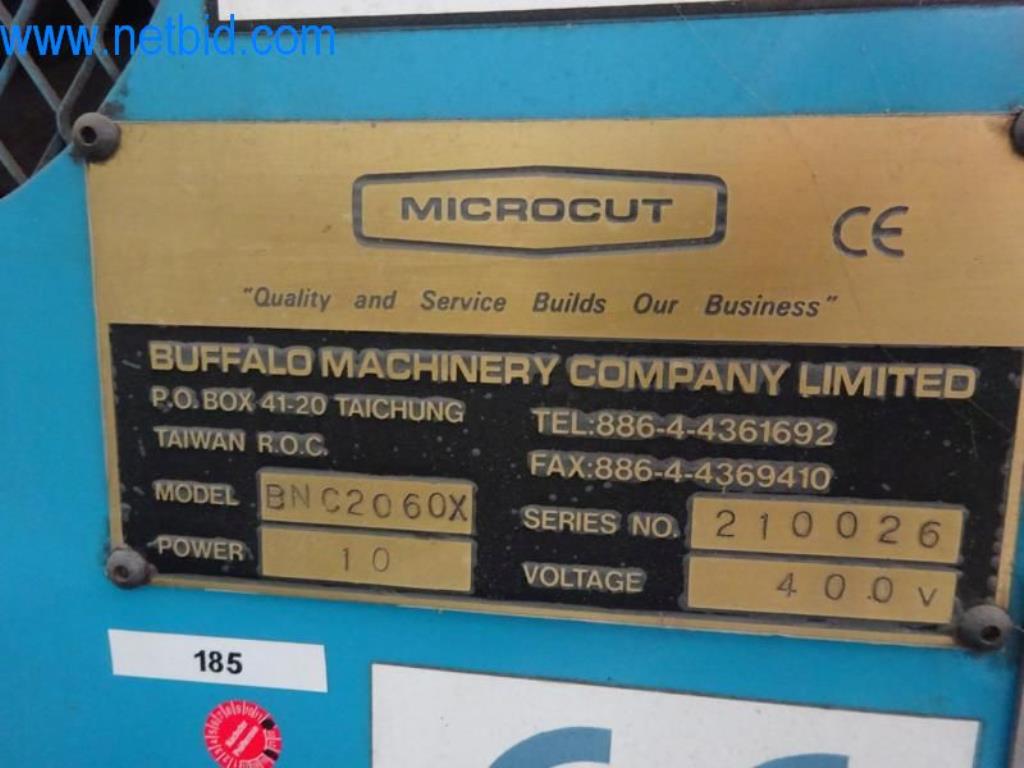 www.netbid.com
MICROCUT
CE
"Quality and Service Builds Our Business"
BUFFALO MACHINERY COMPANY LIMITED
P.O. BOX 41-20 TAICHUNG
TAIWAN R.O.C.
TEL:886-4-4361692
FAX:886-4-4369410
MODEL BNC2060X
SERIES NO. 210026
POWER 10
VOLTAGE 400V
185